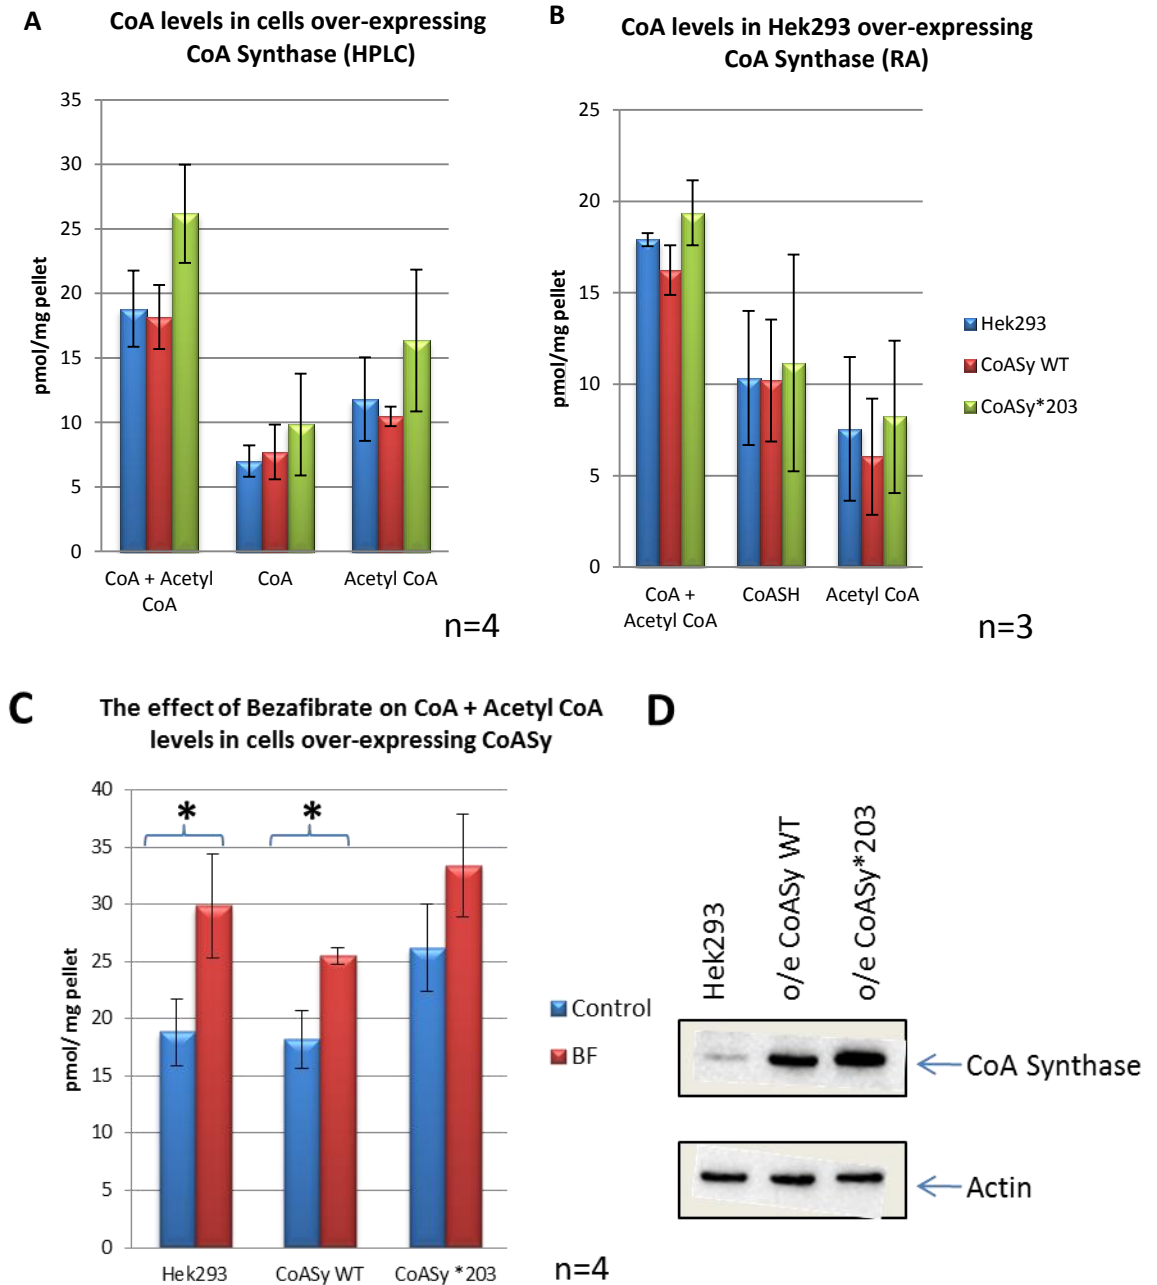 A
CoA levels in cells over-expressing
CoA Synthase (HPLC)
35
30
25
20
15
10
5
0
pmol/mg pellet
CoA + Acetyl
CoA
CoA
Acetyl CoA
n=4
B
CoA levels in Hek293 over-expressing
CoA Synthase (RA)
25
20
15
10
5
0
pmol/mg pellet
CoA +
Acetyl CoA
CoASH
Acetyl CoA
n=3
Hek293
CoASy WT
CoASy*203
C
The effect of Bezafibrate on CoA + Acetyl CoA
levels in cells over-expressing CoASy
40
35
30
25
20
15
10
5
0
pmol/ mg pellet
*
*
Hek293
CoASy WT
CoASy *203
n=4
Control
BF
D
Hek293
o/e CoASy WT
o/e CoASy*203
CoA Synthase
Actin